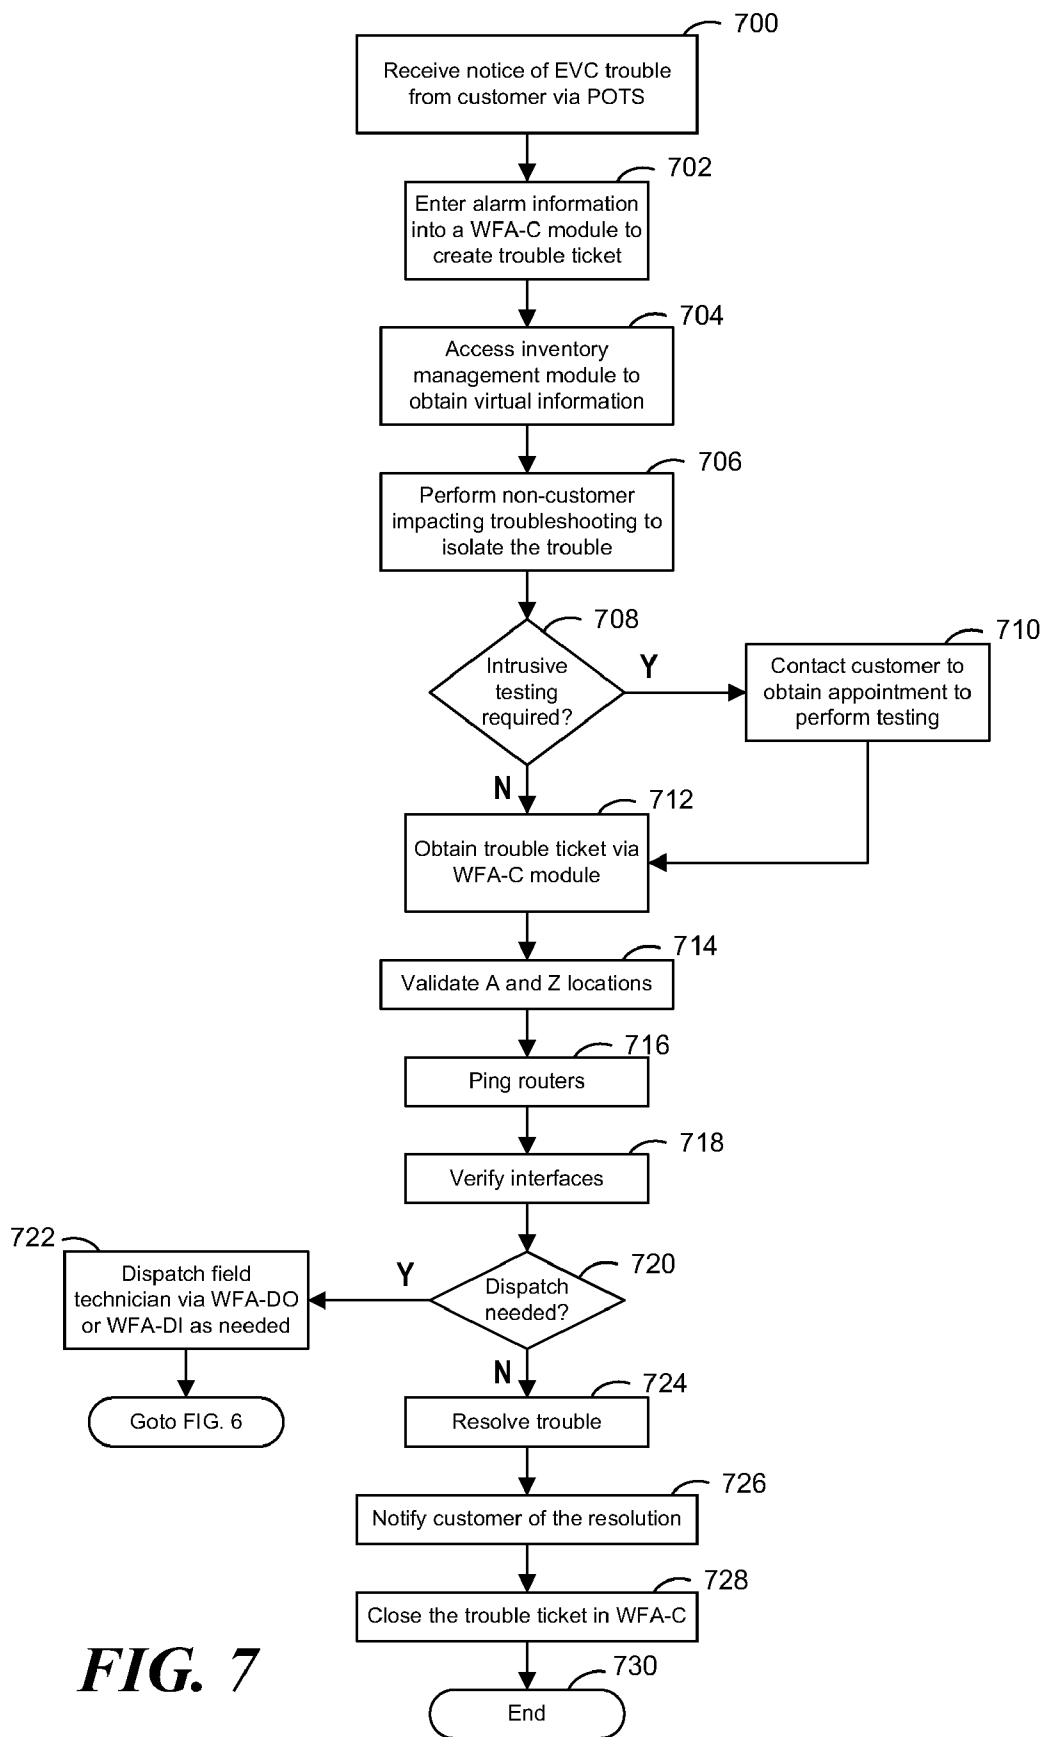 700
Receive notice of EVC trouble
from customer via POTS
702
Enter alarm information
into a WFA-C module to
create trouble ticket
704
Access inventory
management module to
obtain virtual information
706
Perform non-customer
impacting troubleshooting to
isolate the trouble
708
Intrusive
testing
required?
Y
710
Contact customer to
obtain appointment to
perform testing
N
712
Obtain trouble ticket via
WFA-C module
714
Validate A and Z locations
716
Ping routers
718
Verify interfaces
720
Dispatch
needed?
Y
722
Dispatch field
technician via WFA-DO
or WFA-DI as needed
Goto FIG. 6
N
724
Resolve trouble
726
Notify customer of the resolution
728
Close the trouble ticket in WFA-C
730
End
FIG. 7